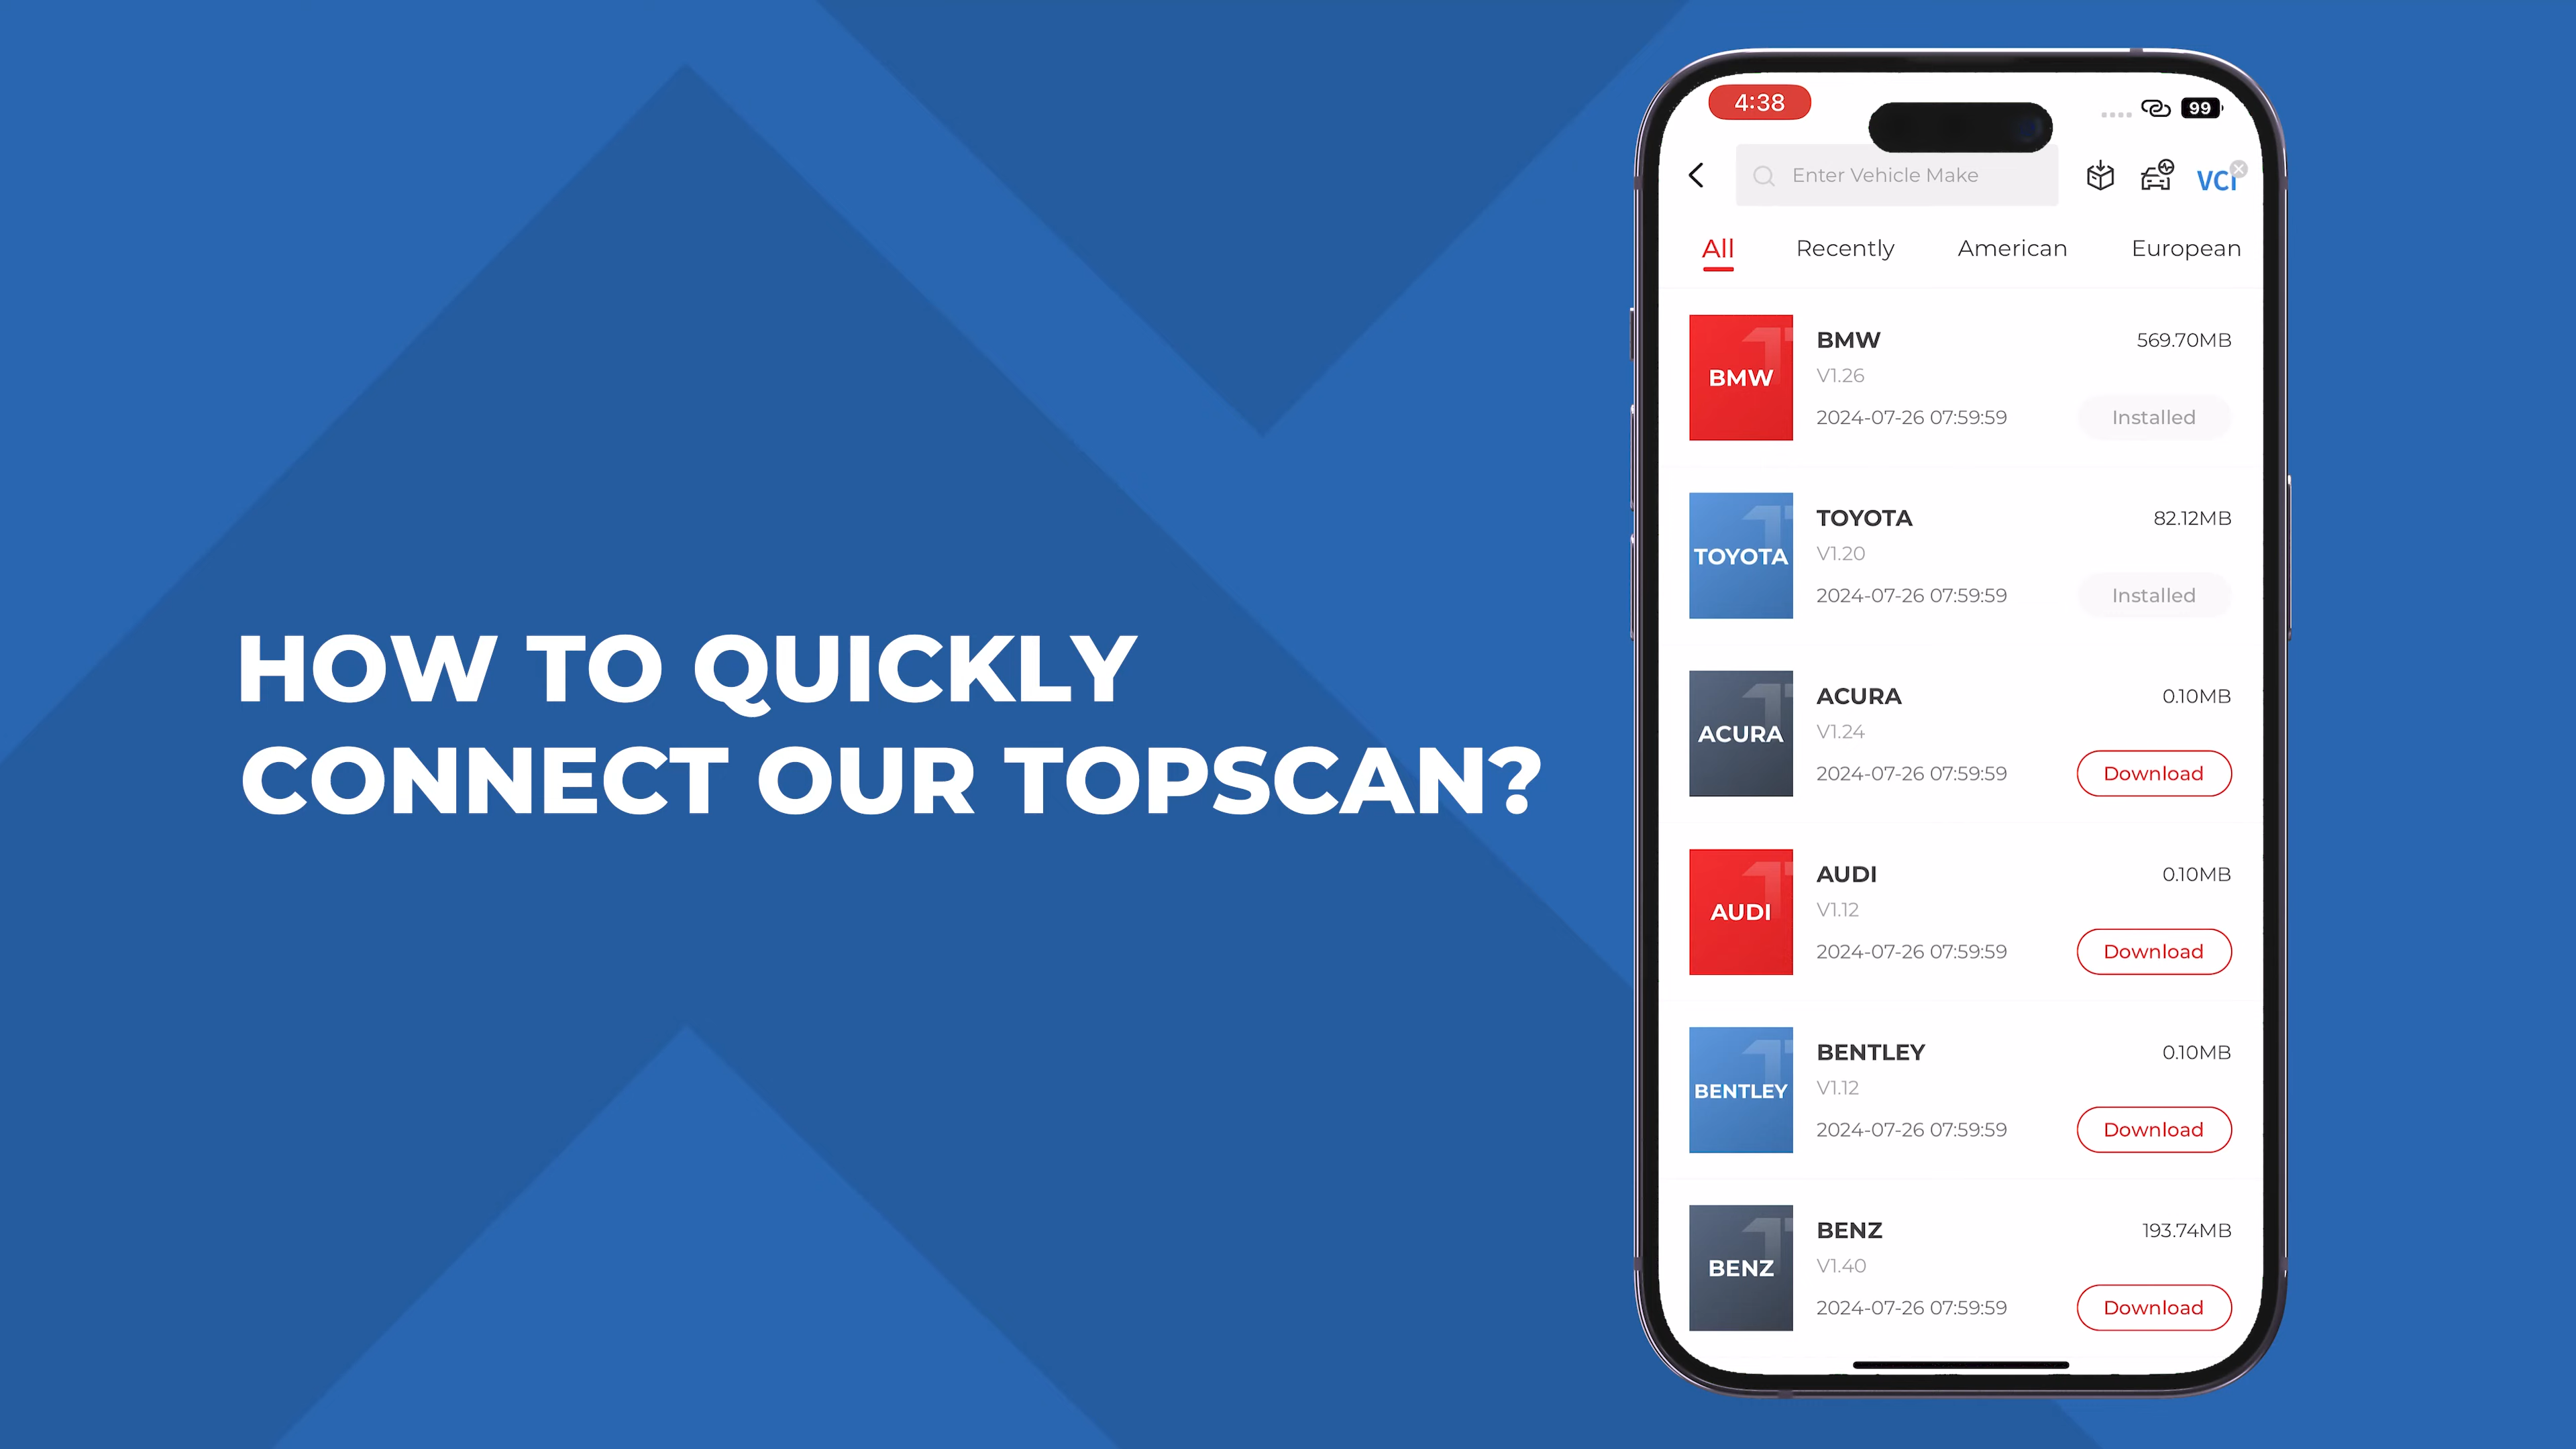 HOW TO QUICKLY
CONNECT OUR TOPSCAN?
4:38
99
Enter Vehicle Make
VCI
All Recently American European
BMW
BMW
569.70MB
V1.26
2024-07-26 07:59:59
Installed
TOYOTA
TOYOTA
82.12MB
V1.20
2024-07-26 07:59:59
Installed
ACURA
ACURA
0.10MB
V1.24
2024-07-26 07:59:59
Download
AUDI
AUDI
0.10MB
V1.12
2024-07-26 07:59:59
Download
BENTLEY
BENTLEY
0.10MB
V1.12
2024-07-26 07:59:59
Download
BENZ
BENZ
193.74MB
V1.40
2024-07-26 07:59:59
Download